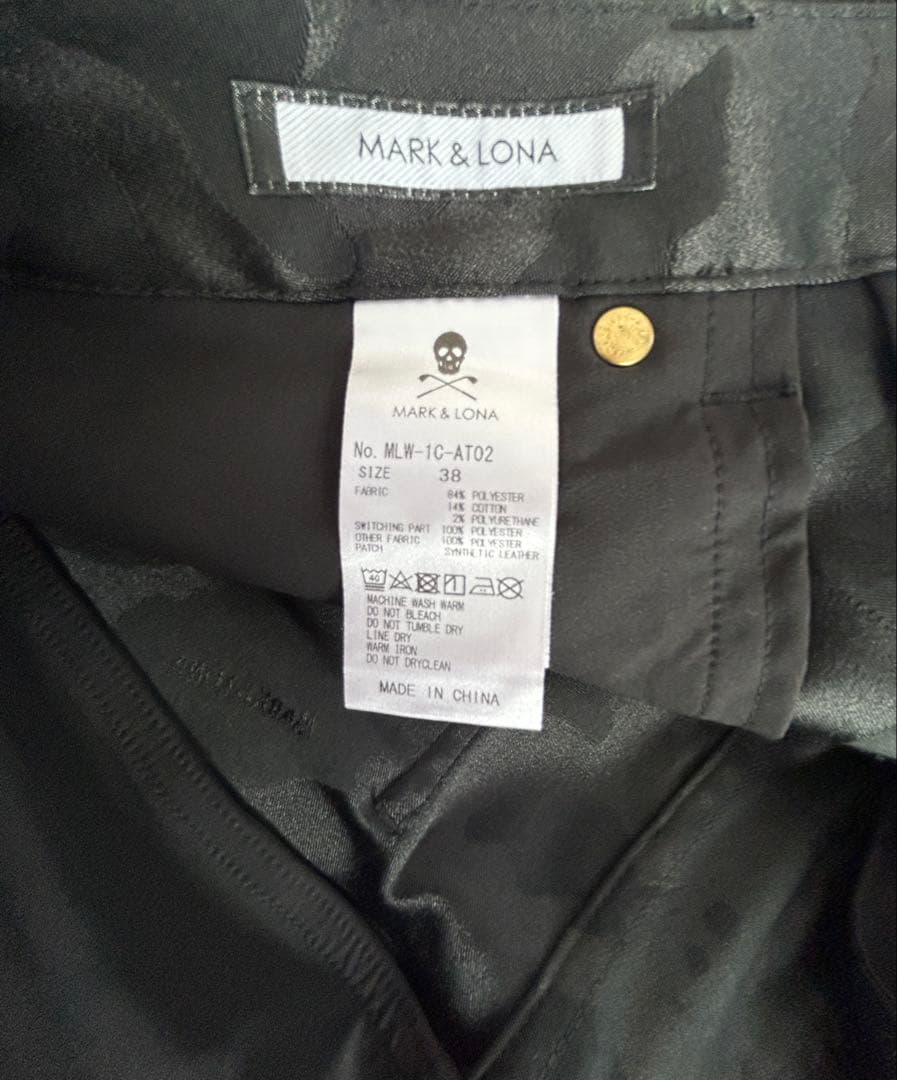 MARK & LONA
MARK & LONA
No. MLW-1C-AT02
SIZE 38
FABRIC 84% POLYESTER
14% COTTON
2% POLYURETHANE
SWITCHING PART 100% POLYESTER
OTHER FABRIC 100% POLYESTER
PATCH SYNTHETIC LEATHER
40
MACHINE WASH WARM
DO NOT BLEACH
DO NOT TUMBLE DRY
LINE DRY
WARM IRON
DO NOT DRYCLEAN
MADE IN CHINA